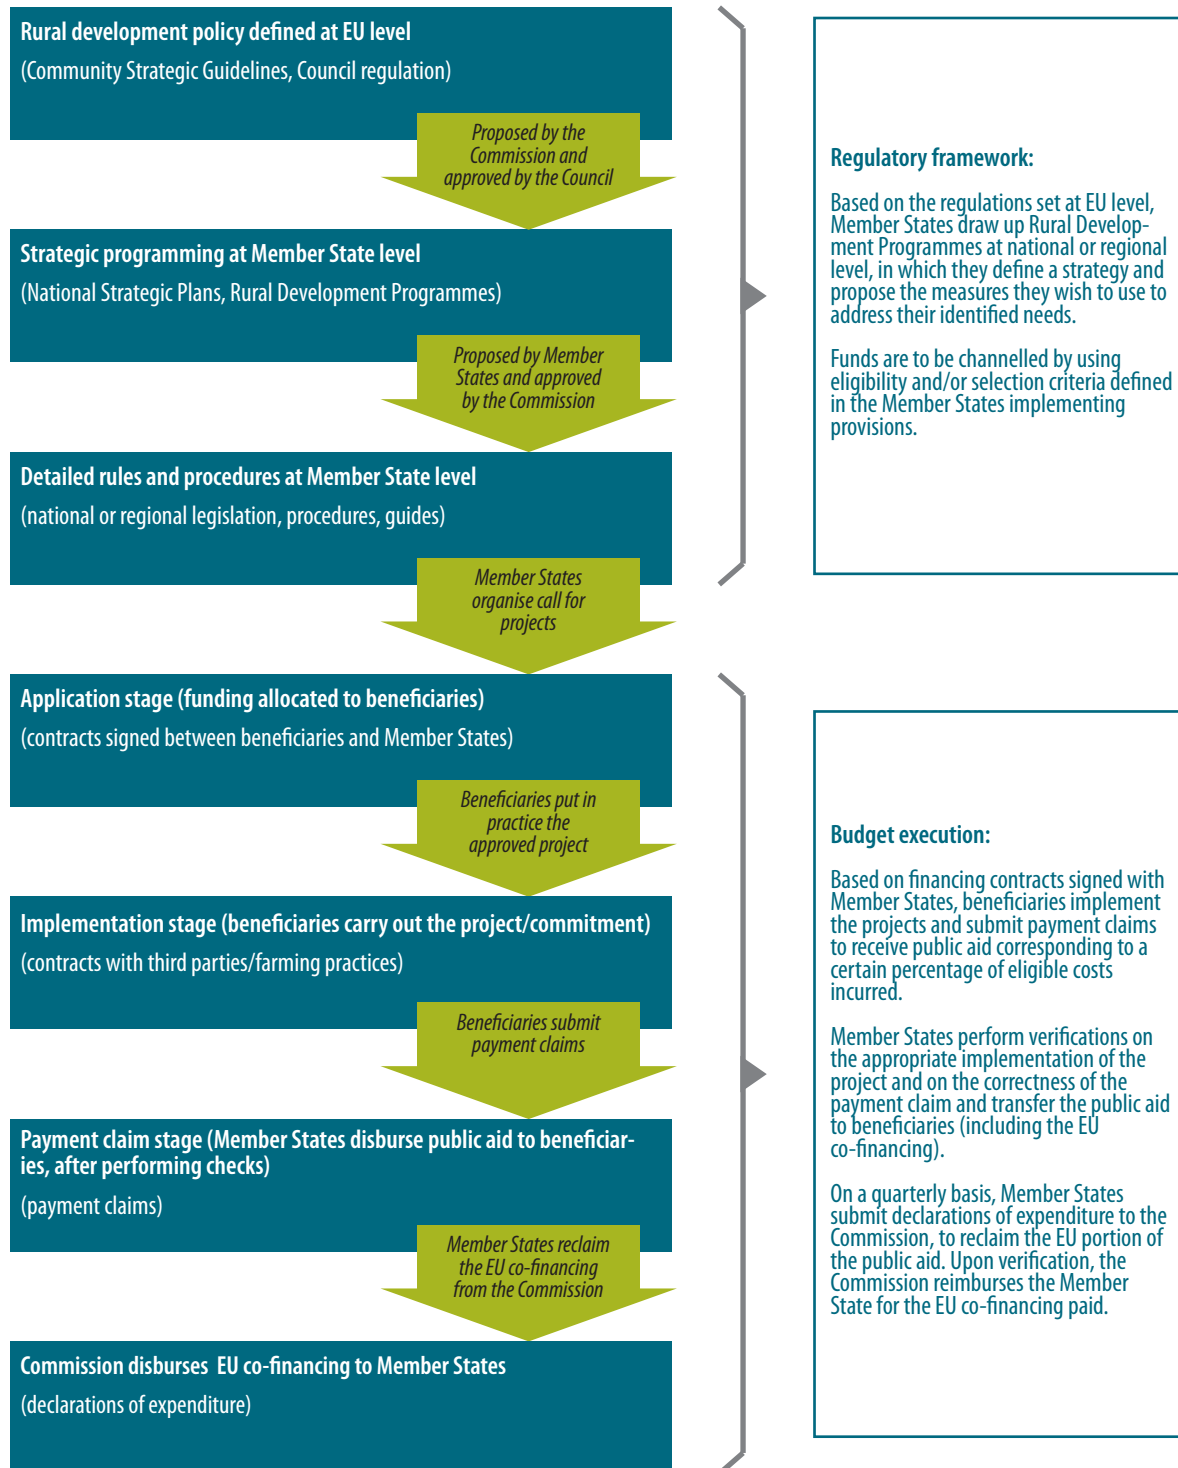 Rural development policy defined at EU level
(Community Strategic Guidelines, Council regulation)
Proposed by the
Commission and
approved by the Council
Strategic programming at Member State level
(National Strategic Plans, Rural Development Programmes)
Proposed by Member
States and approved
by the Commission
Detailed rules and procedures at Member State level
(national or regional legislation, procedures, guides)
Member States
organise call for
projects
Regulatory framework:
Based on the regulations set at EU level,
Member States draw up Rural Develop-
ment Programmes at national or regional
level, in which they define a strategy and
propose the measures they wish to use to
address their identified needs.
Funds are to be channelled by using
eligibility and/or selection criteria defined
in the Member States implementing
provisions.
Application stage (funding allocated to beneficiaries)
(contracts signed between beneficiaries and Member States)
Beneficiaries put in
practice the
approved project
Implementation stage (beneficiaries carry out the project/commitment)
(contracts with third parties/farming practices)
Beneficiaries submit
payment claims
Payment claim stage (Member States disburse public aid to beneficiar-
ies, after performing checks)
(payment claims)
Member States reclaim
the EU co-financing
from the Commission
Commission disburses EU co-financing to Member States
(declarations of expenditure)
Budget execution:
Based on financing contracts signed with
Member States, beneficiaries implement
the projects and submit payment claims
to receive public aid corresponding to a
certain percentage of eligible costs
incurred.
Member States perform verifications on
the appropriate implementation of the
project and on the correctness of the
payment claim and transfer the public aid
to beneficiaries (including the EU
co-financing).
On a quarterly basis, Member States
submit declarations of expenditure to the
Commission, to reclaim the EU portion of
the public aid. Upon verification, the
Commission reimburses the Member
State for the EU co-financing paid.